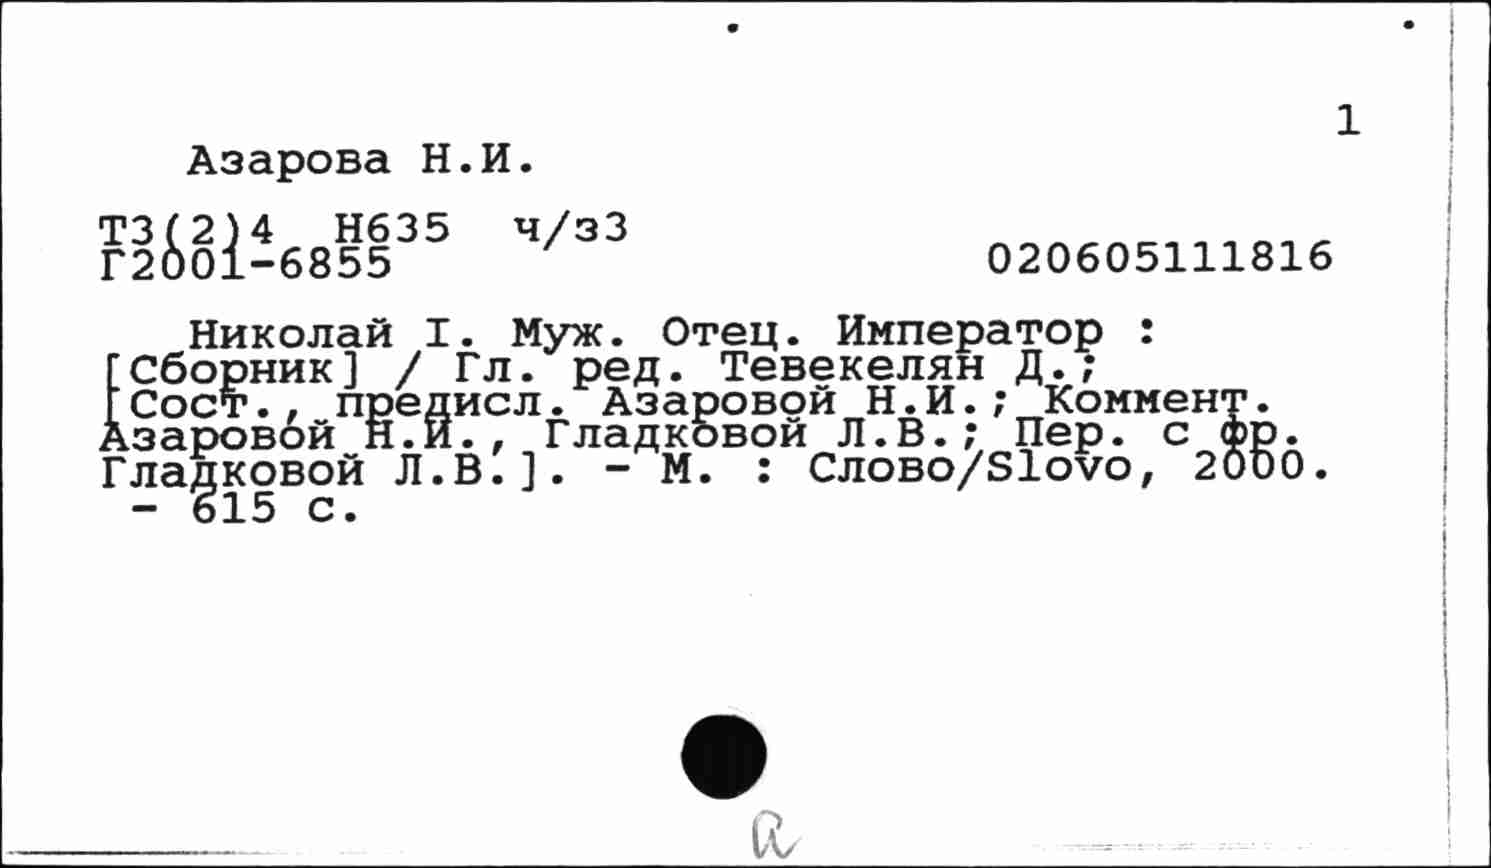 1
Азарова Н.И.
Т3(2)4 Н635 ч/з3
Г2001-6855
020605111816
Николай I. Муж. Отец. Император :
[Сборник] / Гл. ред. Тевекелян Д.;
[Сост., предисл. Азаровой Н.И.; Коммент.
Азаровой Н.И., Гладковой Л.В.; Пер. с фр.
Гладковой Л.В.]. - М. : Слово/Slovo, 2000.
- 615 с.
а